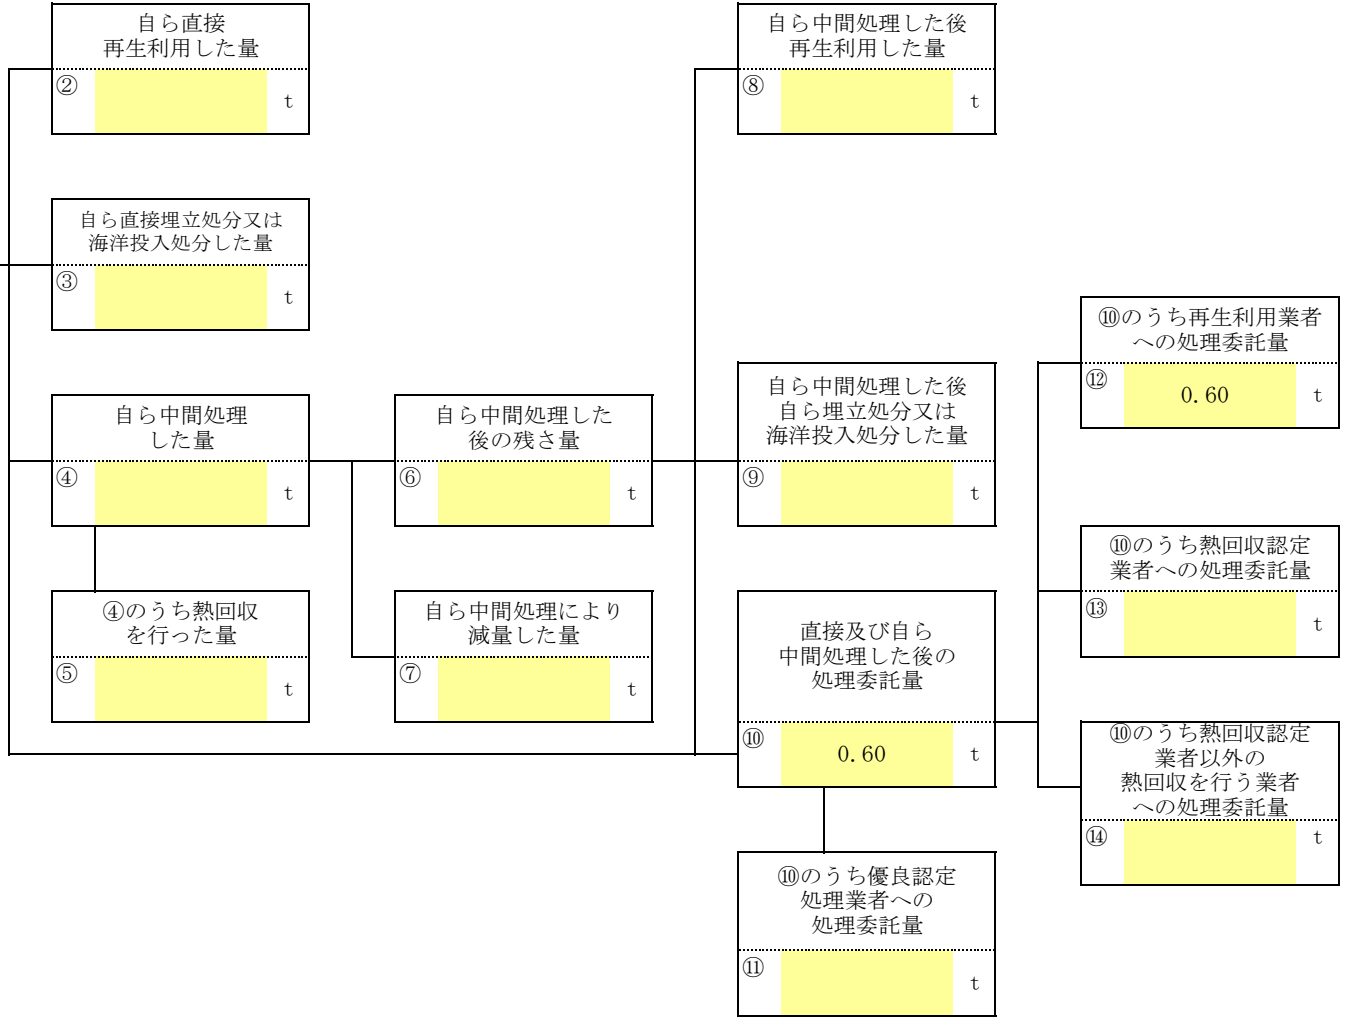 自ら直接
再生利用した量
②
t
自ら中間処理した後
再生利用した量
⑧
t
自ら直接埋立処分又は
海洋投入処分した量
③
t
⑩のうち再生利用業者
への処理委託量
⑫
0.60
t
自ら中間処理
した量
④
t
自ら中間処理した
後の残さ量
⑥
t
自ら中間処理した後
自ら埋立処分又は
海洋投入処分した量
⑨
t
⑩のうち熱回収認定
業者への処理委託量
⑬
t
④のうち熱回収
を行った量
⑤
t
自ら中間処理により
減量した量
⑦
t
直接及び自ら
中間処理した後の
処理委託量
⑩
0.60
t
⑩のうち熱回収認定
業者以外の
熱回収を行う業者
への処理委託量
⑭
t
⑩のうち優良認定
処理業者への
処理委託量
⑪
t